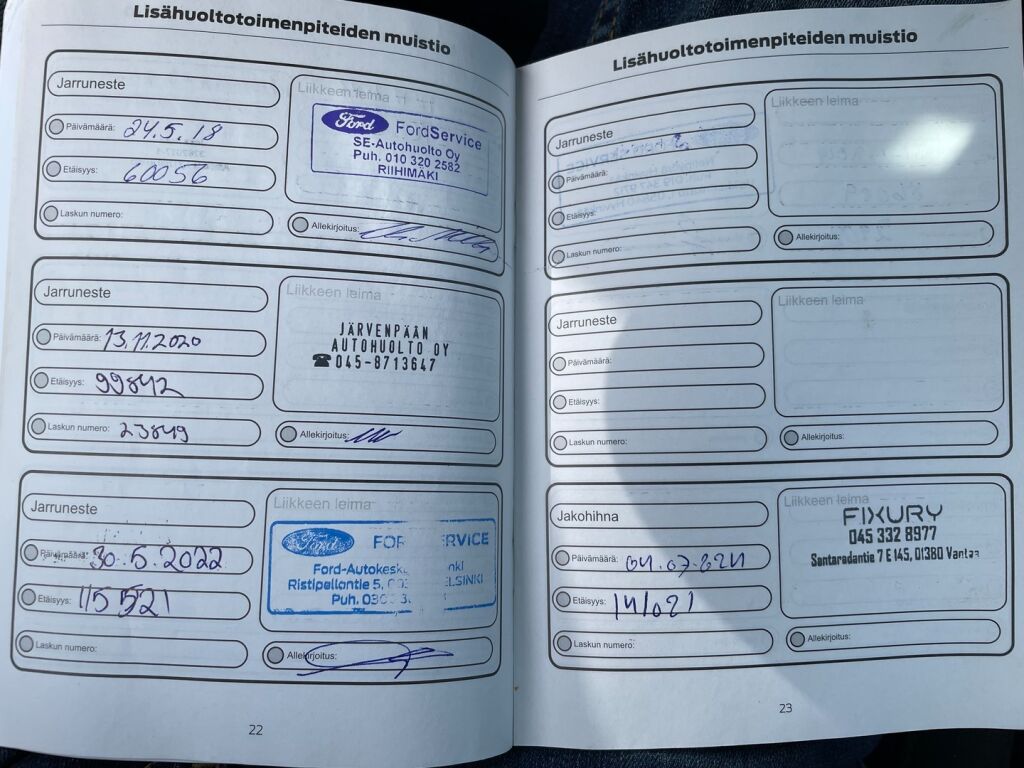 Lisähuoltotoimenpiteiden muistio
Jarruneste
Päivämäärä: 24.5.18
Etäisyys: 60056
Laskun numero:
Liikkeen leima
Ford FordService
SE-Autohuolto Oy
Puh. 010 320 2582
RIIHIMÄKI
Allekirjoitus:
Jarruneste
Päivämäärä: 13.11.2020
Etäisyys: 99842
Laskun numero: 23849
Liikkeen leima
JÄRVENPÄÄN
AUTOHUOLTO OY
☎045-8713647
Allekirjoitus:
Jarruneste
Päivämäärä: 30.5.2022
Etäisyys: 115521
Laskun numero:
Liikkeen leima
Ford
Ristipellontie 5,
Puh.
Allekirjoitus:
22
Lisähuoltotoimenpiteiden muistio
Jarruneste
Päivämäärä:
Etäisyys:
Laskun numero:
Liikkeen leima
Allekirjoitus:
Jarruneste
Päivämäärä:
Etäisyys:
Laskun numero:
Liikkeen leima
Allekirjoitus:
Jakohihna
Päivämäärä:
Etäisyys:
Laskun numero:
Liikkeen leima
FIXURY
045 332 8977
Santaradantie 7 E 145, 01380 Vantaa
Allekirjoitus:
23